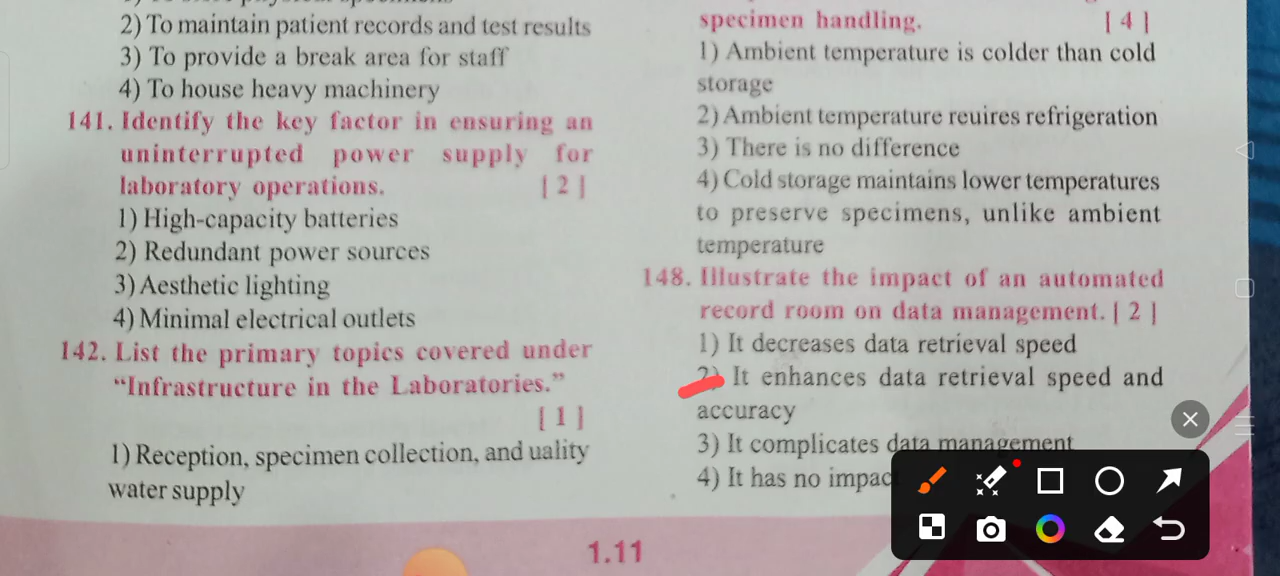 2) To maintain patient records and test results
3) To provide a break area for staff
4) To house heavy machinery
141. Identify the key factor in ensuring an
uninterrupted power supply for
laboratory operations. [ 2 ]
1) High-capacity batteries
2) Redundant power sources
3) Aesthetic lighting
4) Minimal electrical outlets
142. List the primary topics covered under
“Infrastructure in the Laboratories.”
[ 1 ]
1) Reception, specimen collection, and uality
water supply
specimen handling. [ 4 ]
1) Ambient temperature is colder than cold
storage
2) Ambient temperature reuires refrigeration
3) There is no difference
4) Cold storage maintains lower temperatures
to preserve specimens, unlike ambient
temperature
148. Illustrate the impact of an automated
record room on data management. [ 2 ]
1) It decreases data retrieval speed
2) It enhances data retrieval speed and
accuracy
3) It complicates data management
4) It has no impac
1.11